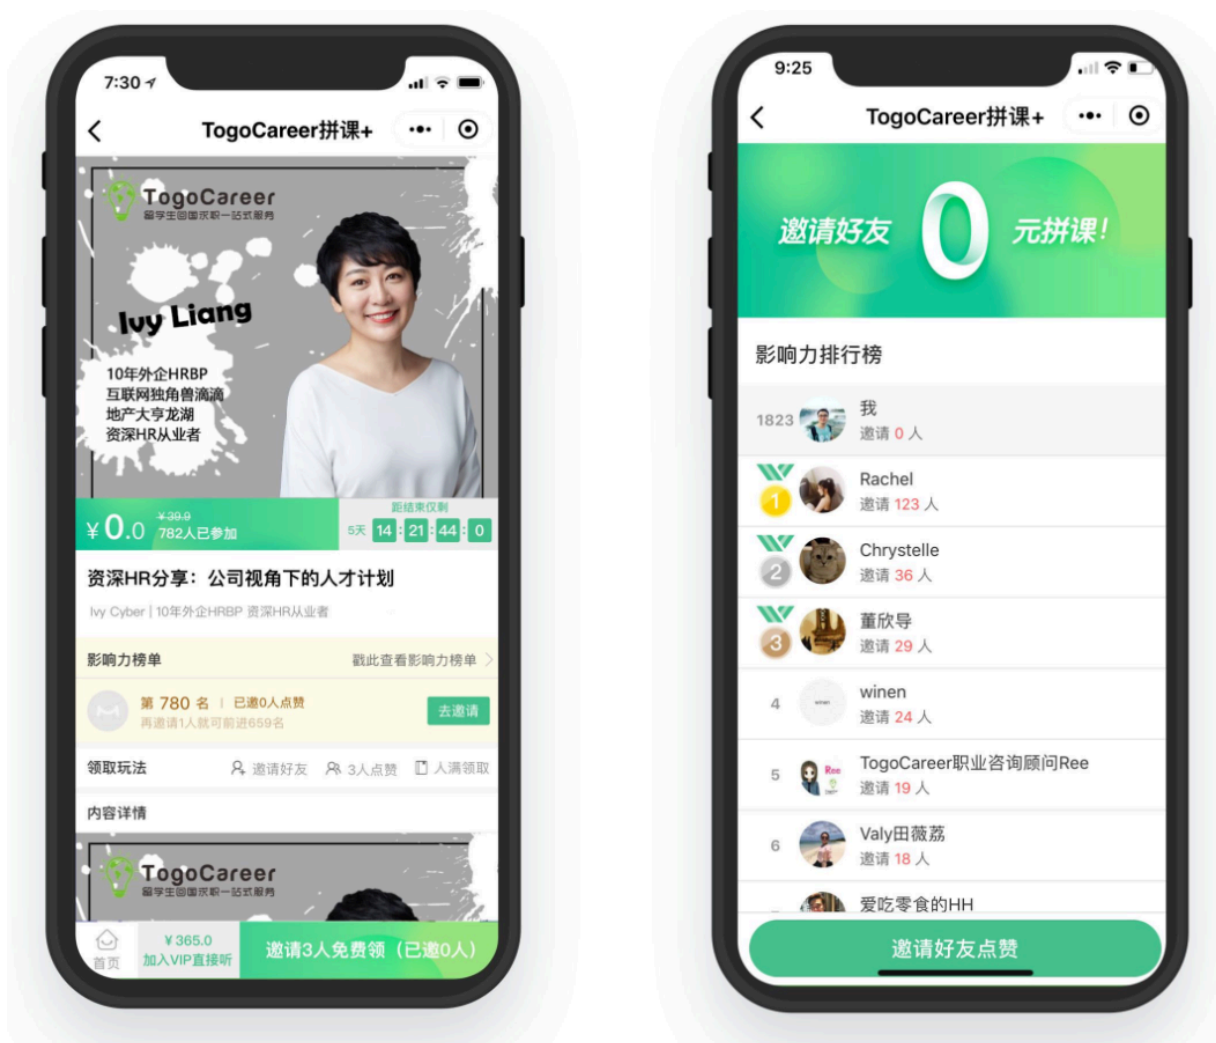 7:30
TogoCareer拼课+
TogoCareer
留学生回国求职一站式服务
Ivy Liang
10年外企HRBP
互联网独角兽滴滴
地产大亨龙湖
资深HR从业者
¥0.0
¥39.9
782人已参加
距结束仅剩
5天 14:21:44:0
资深HR分享：公司视角下的人才计划
Ivy Cyber | 10年外企HRBP 资深HR从业者
影响力榜单 戳此查看影响力榜单
第 780 名 | 已邀0人点赞
再邀请1人就可前进659名
去邀请
领取玩法 邀请好友 3人点赞 人满领取
内容详情
TogoCareer
留学生回国求职一站式服务
首页
¥365.0
加入VIP直接听
邀请3人免费领（已邀0人）
9:25
TogoCareer拼课+
邀请好友 0 元拼课！
影响力排行榜
1823
我
邀请 0 人
1
Rachel
邀请 123 人
2
Chrystelle
邀请 36 人
3
董欣导
邀请 29 人
4
winen
winen
邀请 24 人
5
Ree
TogoCareer职业咨询顾问Ree
邀请 19 人
6
Valy田薇荔
邀请 18 人
爱吃零食的HH
邀请好友点赞